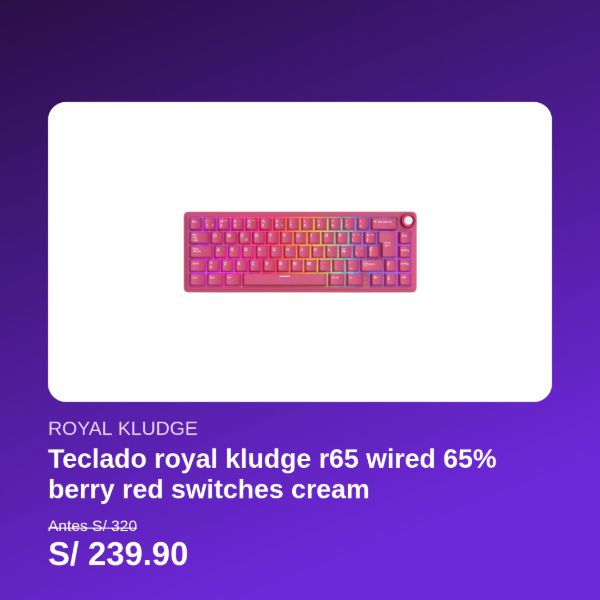 ROYAL KLUDGE
Teclado royal kludge r65 wired 65%
berry red switches cream
Antes S/ 320
S/ 239.90